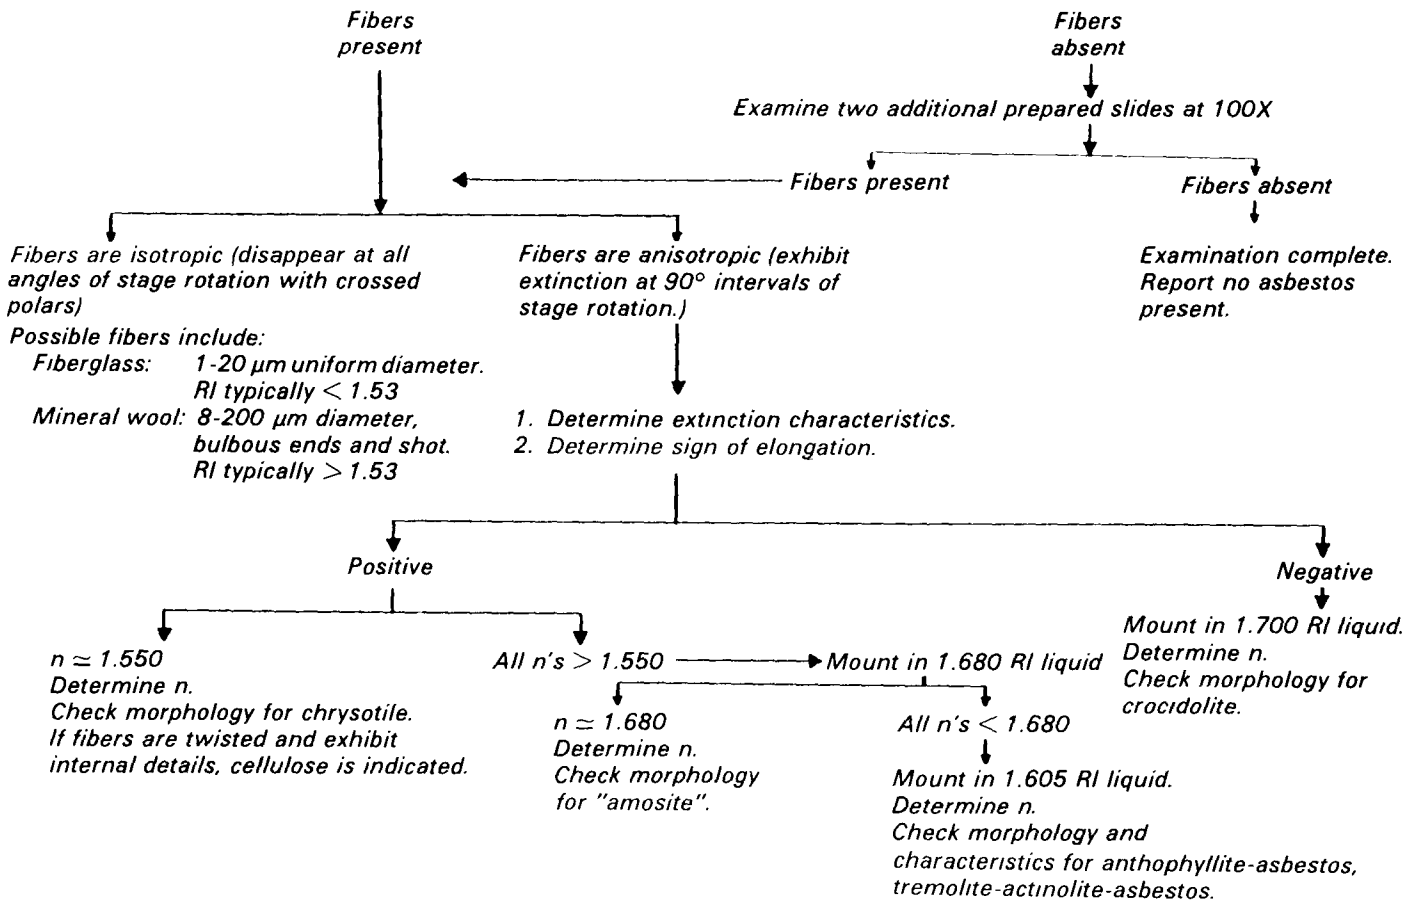 Fibers
present
Fibers
absent
Examine two additional prepared slides at 100X
Fibers present
Fibers absent
Examination complete.
Report no asbestos
present.
Fibers are isotropic (disappear at all
angles of stage rotation with crossed
polars)
Possible fibers include:
Fiberglass: 1-20 μm uniform diameter.
RI typically < 1.53
Mineral wool: 8-200 μm diameter,
bulbous ends and shot.
RI typically > 1.53
Fibers are anisotropic (exhibit
extinction at 90° intervals of
stage rotation.)
1. Determine extinction characteristics.
2. Determine sign of elongation.
Positive
Negative
n ≃ 1.550
Determine n.
Check morphology for chrysotile.
If fibers are twisted and exhibit
internal details, cellulose is indicated.
All n's > 1.550
Mount in 1.680 RI liquid
n ≃ 1.680
Determine n.
Check morphology
for "amosite".
All n's < 1.680
Mount in 1.605 RI liquid.
Determine n.
Check morphology and
characteristics for anthophyllite-asbestos,
tremolite-actinolite-asbestos.
Mount in 1.700 RI liquid.
Determine n.
Check morphology for
crocidolite.